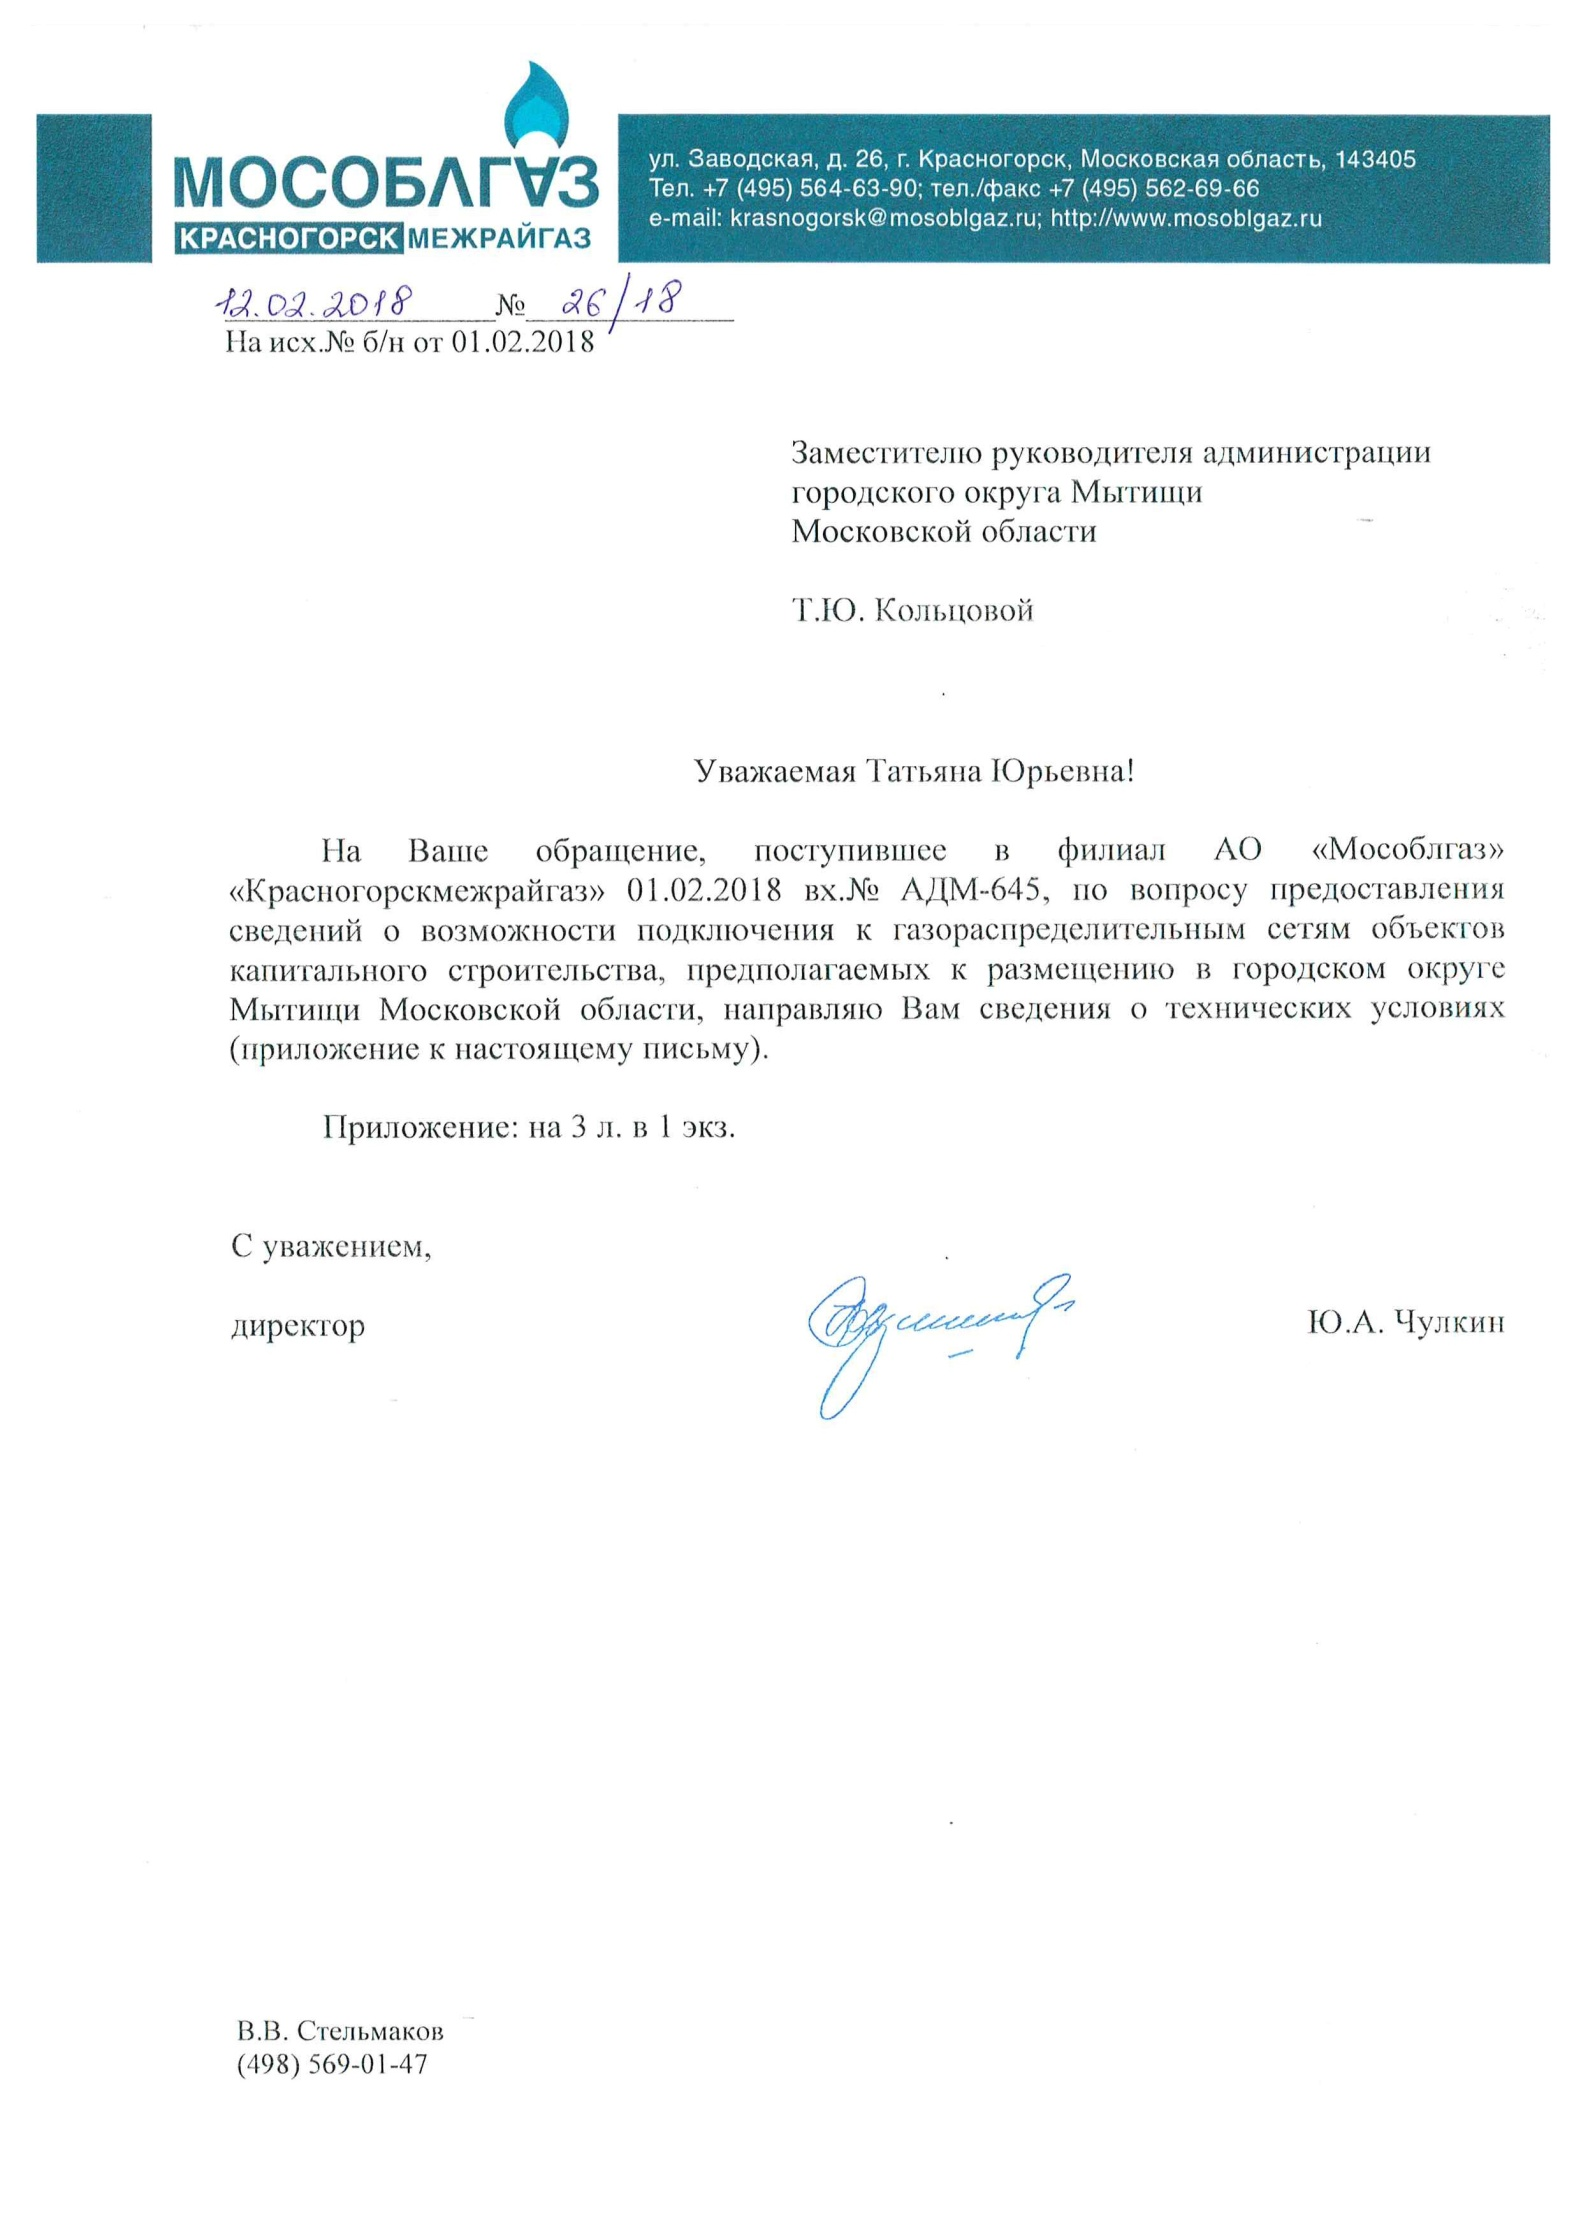 МОСОБЛГАЗ
КРАСНОГОРСКМЕЖРАЙГАЗ
ул. Заводская, д. 26, г. Красногорск, Московская область, 143405
Тел. +7 (495) 564-63-90; тел./факс +7 (495) 562-69-66
e-mail: krasnogorsk@mosoblgaz.ru; http://www.mosoblgaz.ru
12.02.2018 № 26/18
На исх.№ б/н от 01.02.2018
Заместителю руководителя администрации
городского округа Мытищи
Московской области
Т.Ю. Кольцовой
Уважаемая Татьяна Юрьевна!
На Ваше обращение, поступившее в филиал АО «Мособлгаз»
«Красногорскмежрайгаз» 01.02.2018 вх.№ АДМ-645, по вопросу предоставления
сведений о возможности подключения к газораспределительным сетям объектов
капитального строительства, предполагаемых к размещению в городском округе
Мытищи Московской области, направляю Вам сведения о технических условиях
(приложение к настоящему письму).
Приложение: на 3 л. в 1 экз.
С уважением,
директор Ю.А. Чулкин
В.В. Стельмаков
(498) 569-01-47